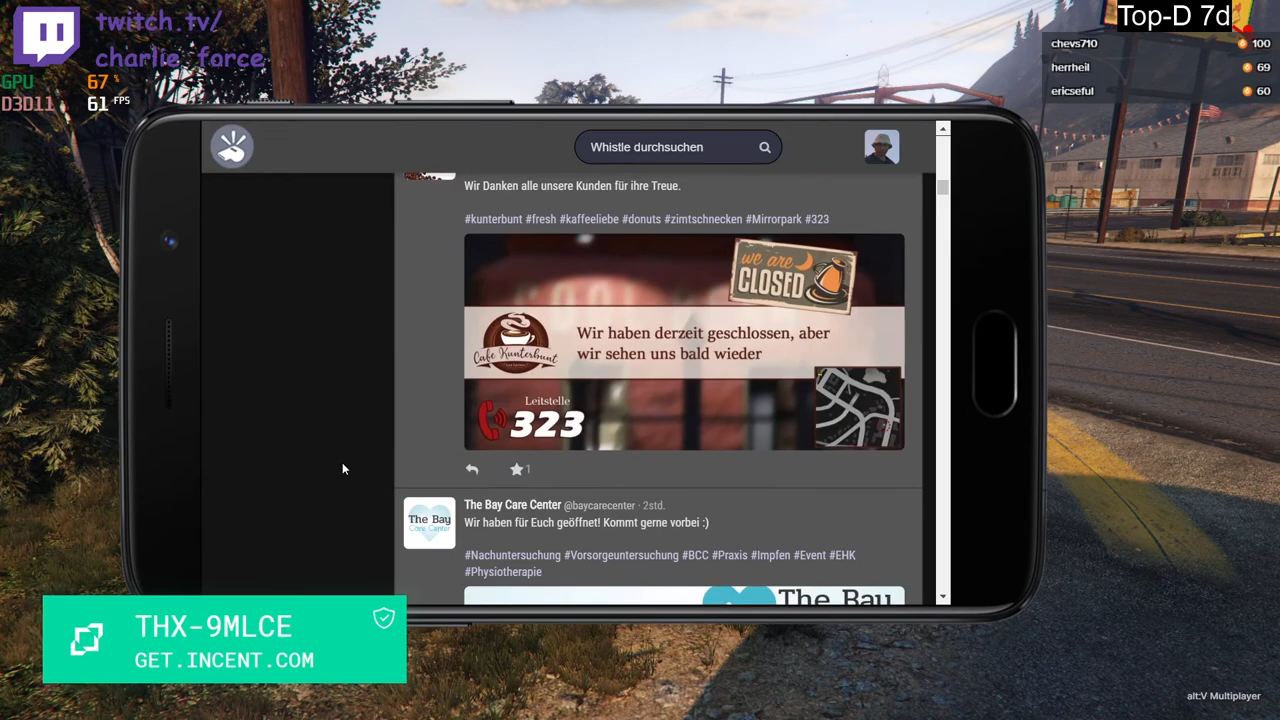 twitch.tv/
charlie_force
GPU 67 %
D3D11 61 FPS
Top-D 7d
chevs710 100
herrheil 69
ericseful 60
Whistle durchsuchen
Wir Danken alle unsere Kunden für ihre Treue.
#kunterbunt #fresh #kaffeeliebe #donuts #zimtschnecken #Mirrorpark #323
we are
CLOSED
Wir haben derzeit geschlossen, aber
wir sehen uns bald wieder
Cafe Kunterbunt
Leitstelle
323
1
The Bay Care Center @baycarecenter · 2std.
Wir haben für Euch geöffnet! Kommt gerne vorbei :)
#Nachuntersuchung #Vorsorgeuntersuchung #BCC #Praxis #Impfen #Event #EHK
#Physiotherapie
The Bay
Care Center
The Bay
THX-9MLCE
GET.INCENT.COM
alt:V Multiplayer